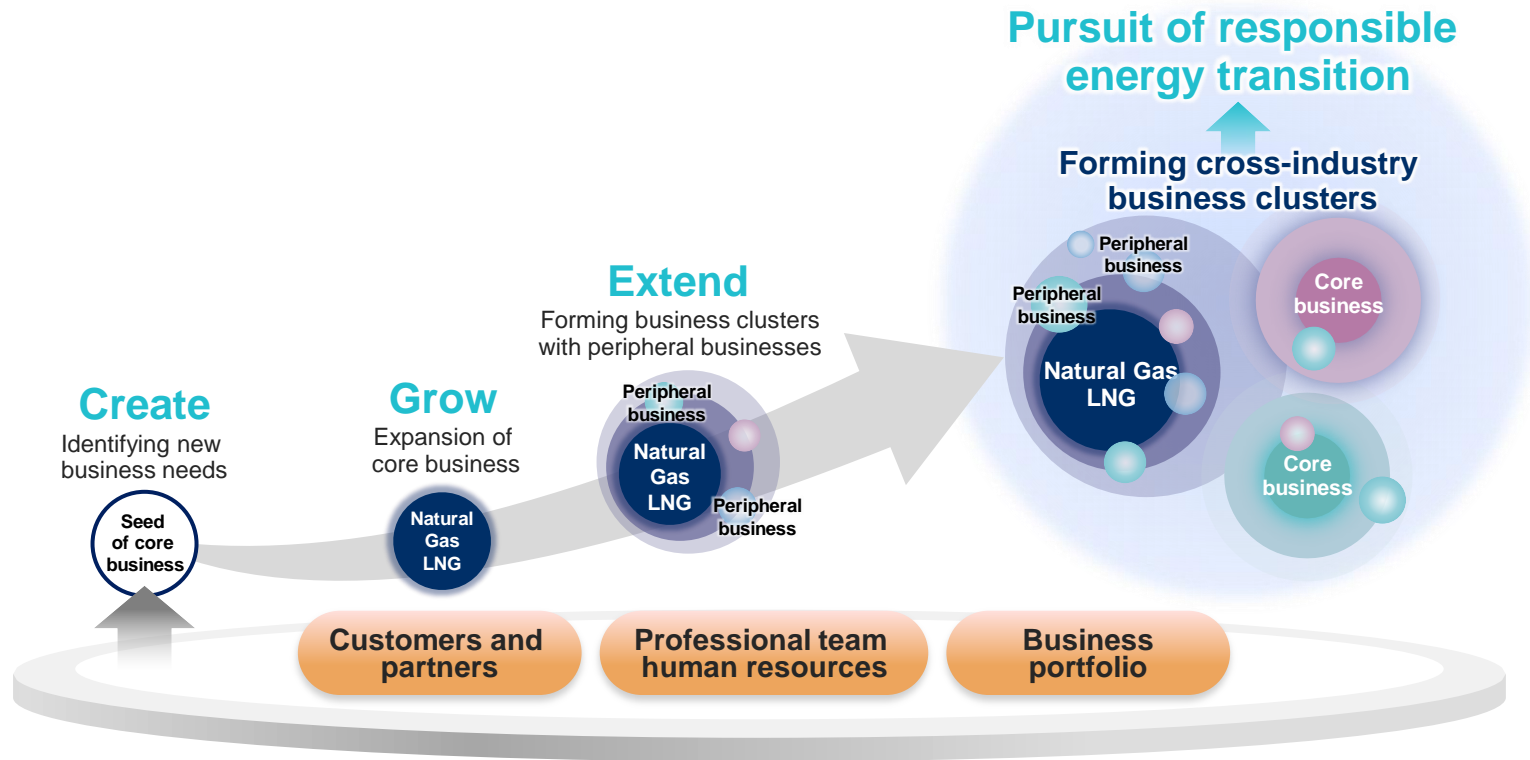 Pursuit of responsible
energy transition
Forming cross-industry
business clusters
Peripheral
business
Peripheral
business
Natural Gas
LNG
Core
business
Core
business
Extend
Forming business clusters
with peripheral businesses
Peripheral
business
Natural
Gas
LNG
Peripheral
business
Grow
Expansion of
core business
Natural
Gas
LNG
Create
Identifying new
business needs
Seed
of core
business
Customers and
partners
Professional team
human resources
Business
portfolio